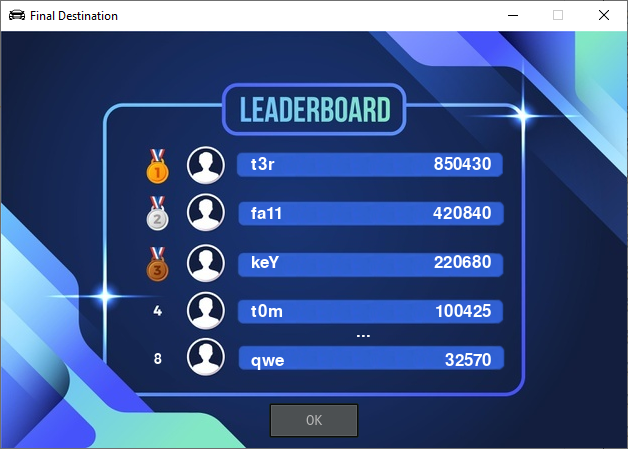 Final Destination
LEADERBOARD
1 t3r 850430
2 fa11 420840
3 keY 220680
4 t0m 100425
...
8 qwe 32570
OK